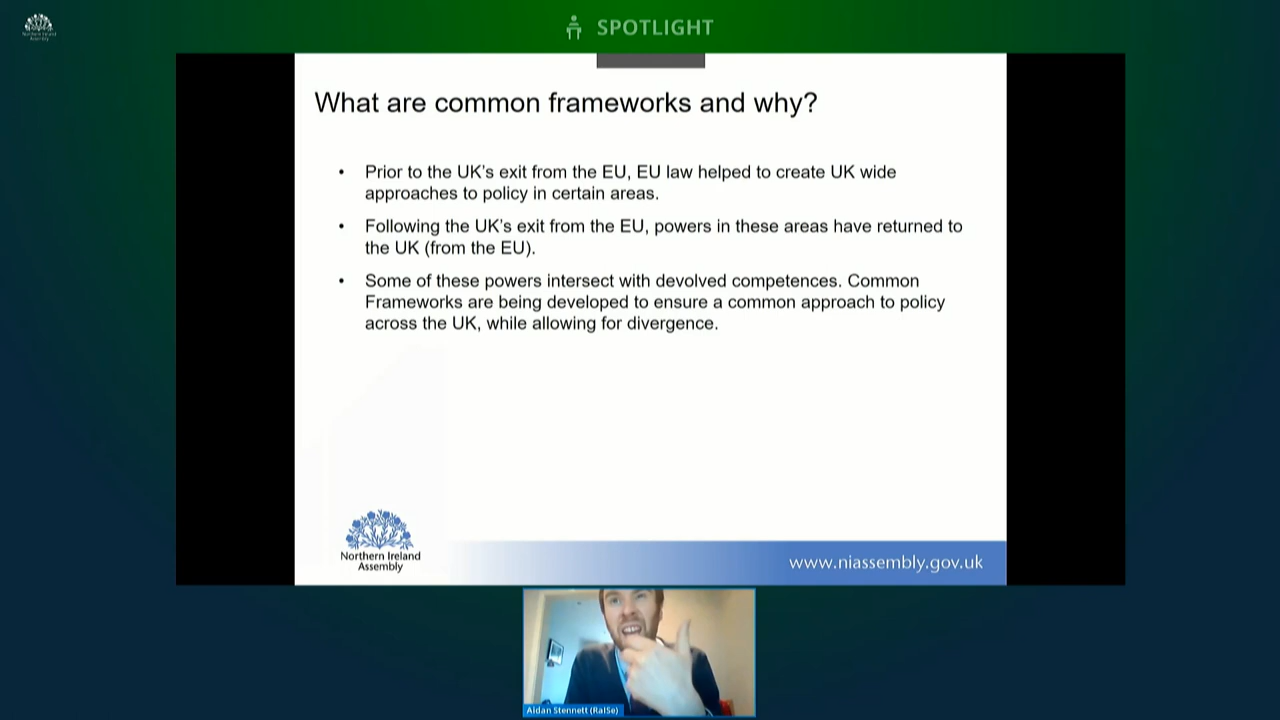 Northern Ireland
Assembly
SPOTLIGHT
What are common frameworks and why?
• Prior to the UK's exit from the EU, EU law helped to create UK wide
approaches to policy in certain areas.
• Following the UK's exit from the EU, powers in these areas have returned to
the UK (from the EU).
• Some of these powers intersect with devolved competences. Common
Frameworks are being developed to ensure a common approach to policy
across the UK, while allowing for divergence.
Northern Ireland
Assembly
www.niassembly.gov.uk
Aidan Stennett (RaISe)